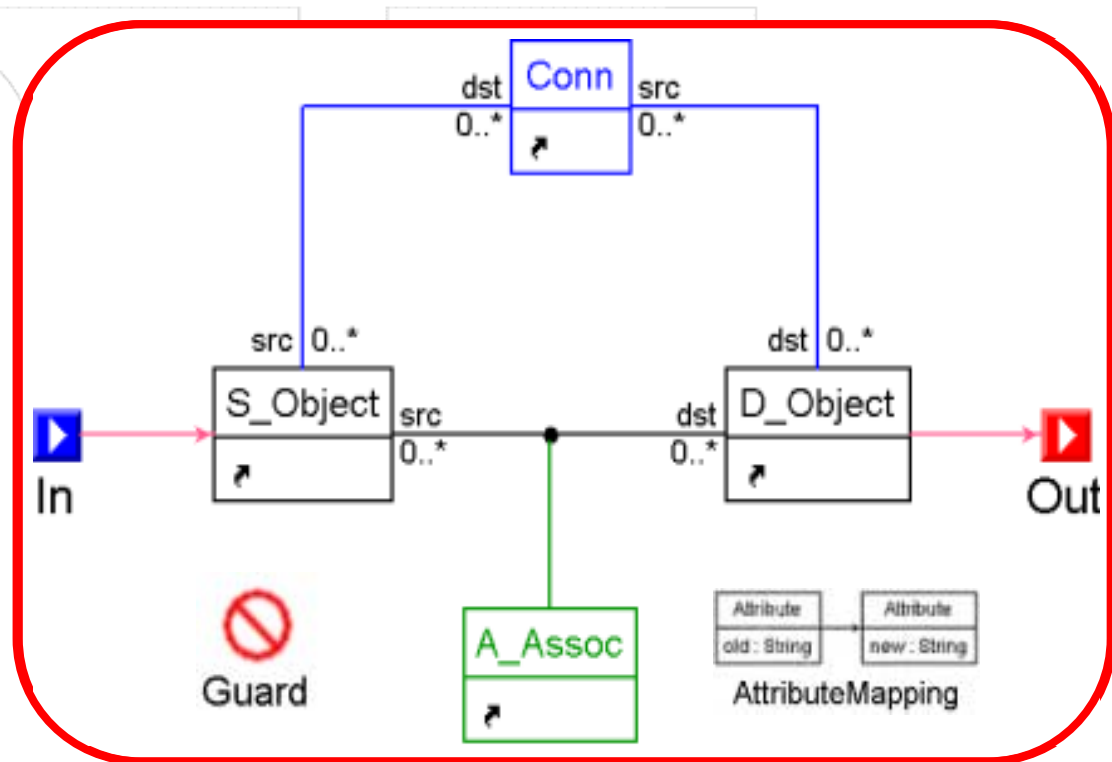 Conn
dst
0..*
src
0..*
src 0..*
dst 0..*
S_Object
src
0..*
dst
0..*
D_Object
In
Out
Guard
A_Assoc
Attribute
old : String
Attribute
new : String
AttributeMapping